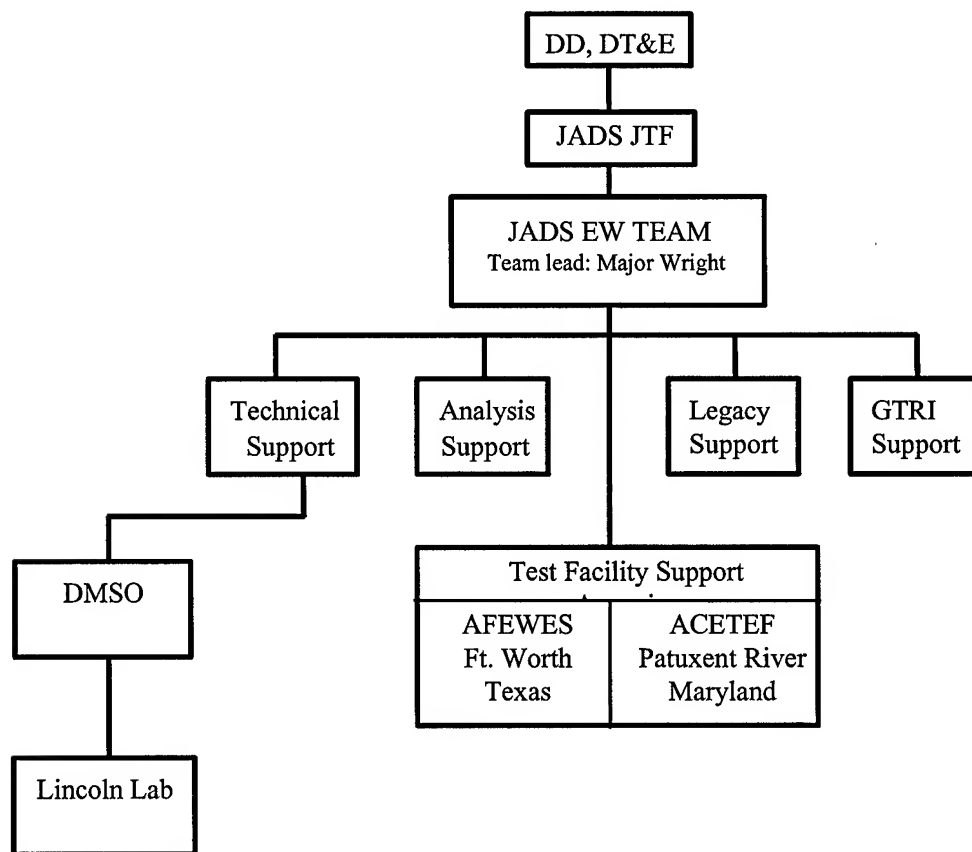 DD, DT&E
JADS JTF
JADS EW TEAM
Team lead: Major Wright
Technical
Support
Analysis
Support
Legacy
Support
GTRI
Support
DMSO
Test Facility Support
AFEWES
Ft. Worth
Texas
ACETEF
Patuxent River
Maryland
Lincoln Lab